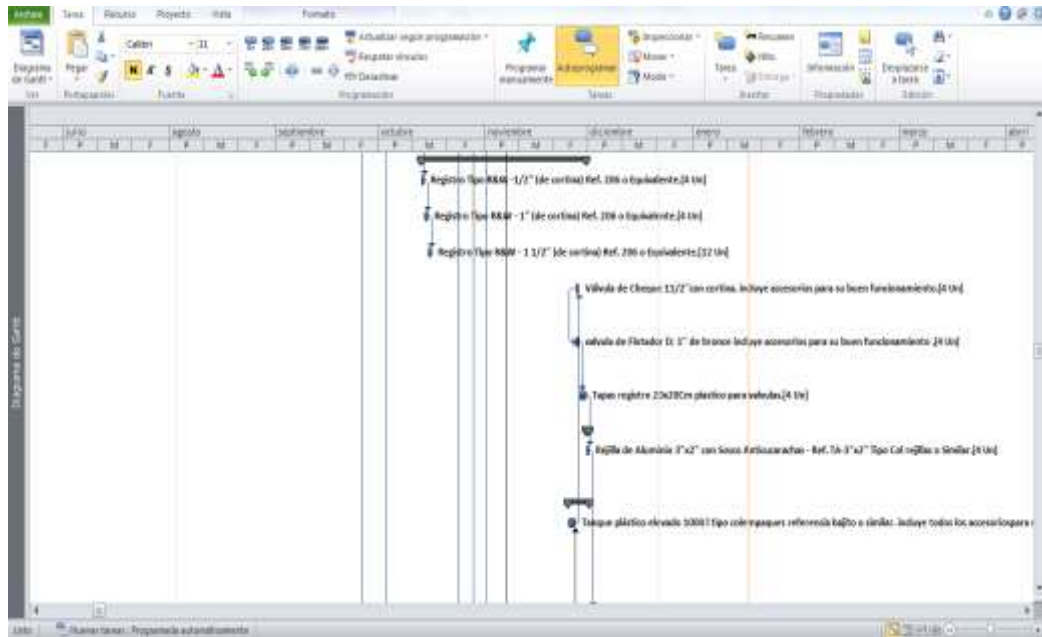 Archivo Tarea Recurso Proyecto Vista Formato
Calibri 11 Actualizar según programación Inspeccionar Resumen
Respetar vínculos Mover Hito
Desactivar Modo
Diagrama de Gantt Pegar Programar manualmente Autoprogramar Tarea Información Desplazarse a tarea
Ver Portapapeles Fuente Programación Tareas Insertar Propiedades Edición
julio agosto septiembre octubre noviembre diciembre enero febrero marzo abril
Registro Tipo R&W -1/2" (de cortina) Ref. 206 o Equivalente.[4 Un]
Registro Tipo R&W - 1" (de cortina) Ref. 206 o Equivalente.[4 Un]
Registro Tipo R&W - 1 1/2" (de cortina) Ref. 206 o Equivalente.[12 Un]
Válvula de Cheque 11/2" con cortina. incluye accesorios para su buen funcionamiento.[4 Un]
valvula de Flotador D: 1" de bronce incluye accesorios para su buen funcionamiento .[4 Un]
Tapas registro 20x20Cm plastico para valvulas.[4 Un]
Rejilla de Aluminio 3"x2" con Sosco Anticucarachas - Ref. TA-3"x2" Tipo Col rejillas o Similar.[4 Un]
Tanque plástico elevado 1000 l tipo colempaques referencia bajito o similar. incluye todos los accesorios para
Diagrama de Gantt
Listo Nuevas tareas : Programada automáticamente